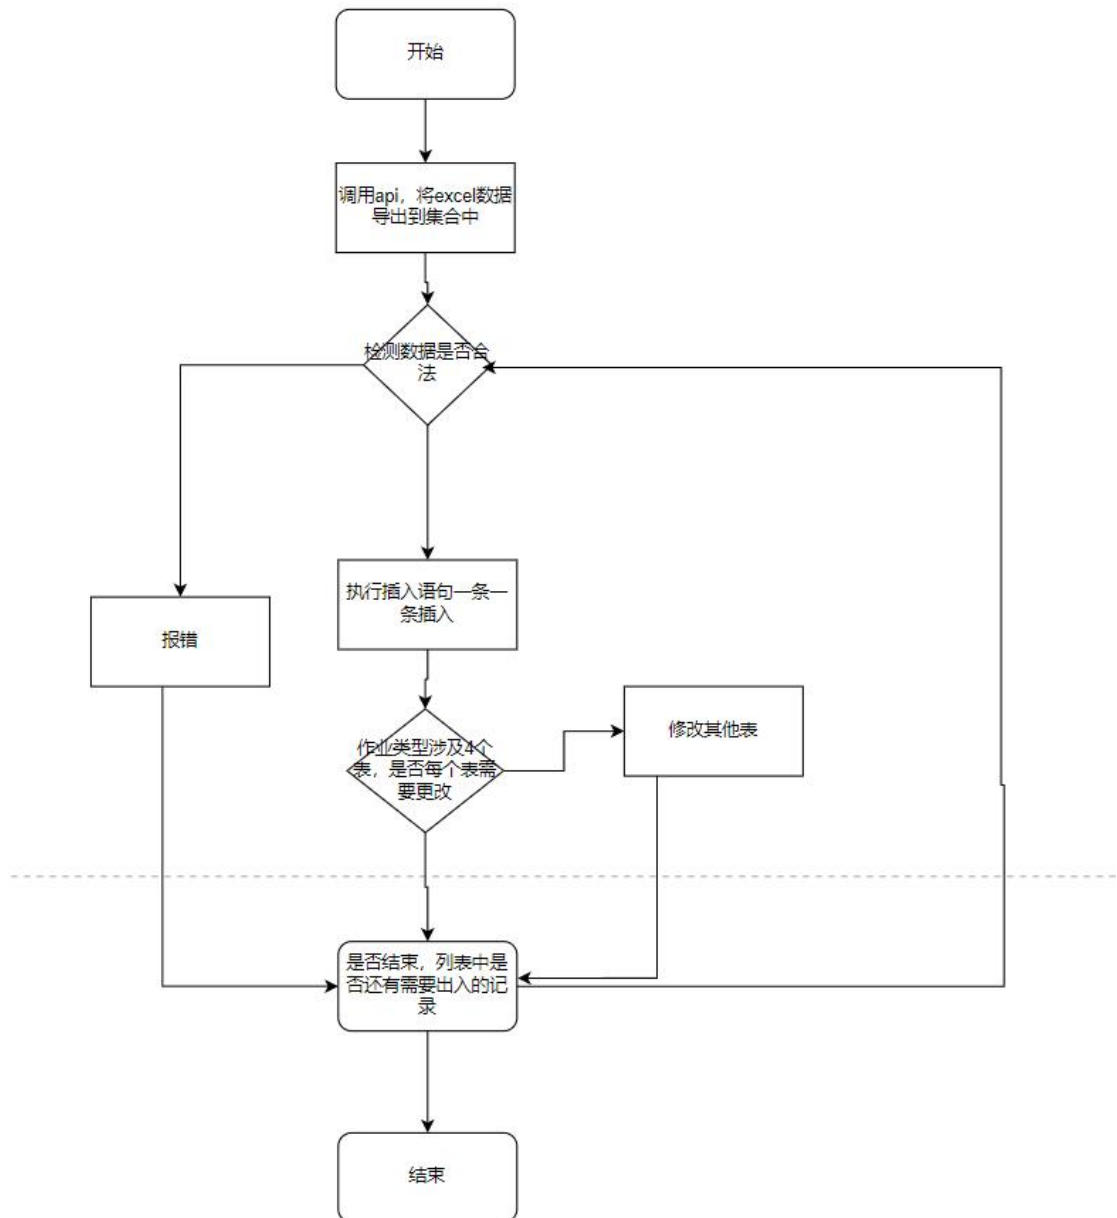 开始
调用api，将excel数据
导出到集合中
检测数据是否合
法
执行插入语句一条一
条插入
报错
修改其他表
作业类型涉及4个
表，是否每个表需
要更改
是否结束，列表中是
否还有需要出入的记
录
结束